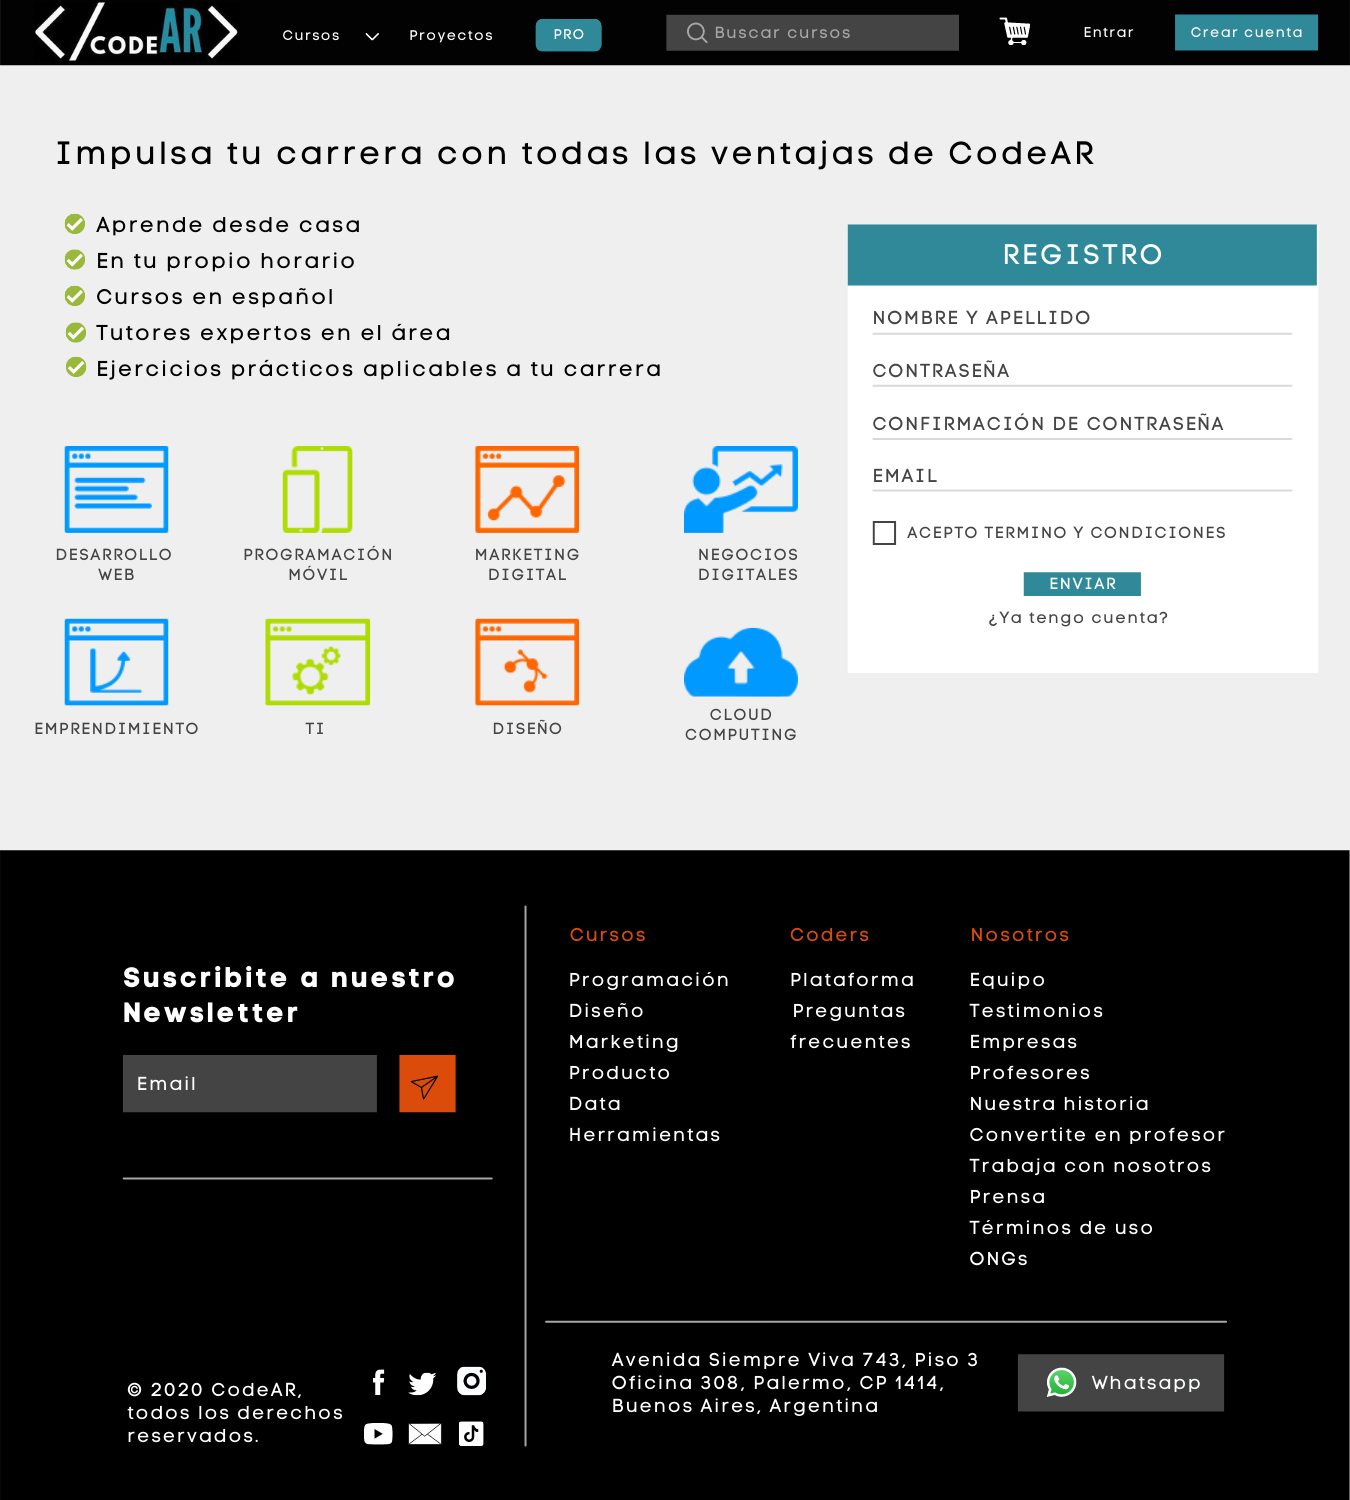 </CODEAR>
Cursos
Proyectos
PRO
Buscar cursos
Entrar
Crear cuenta
Impulsa tu carrera con todas las ventajas de CodeAR
Aprende desde casa
En tu propio horario
Cursos en español
Tutores expertos en el área
Ejercicios prácticos aplicables a tu carrera
DESARROLLO
WEB
PROGRAMACIÓN
MÓVIL
MARKETING
DIGITAL
NEGOCIOS
DIGITALES
EMPRENDIMIENTO
TI
DISEÑO
CLOUD
COMPUTING
REGISTRO
NOMBRE Y APELLIDO
CONTRASEÑA
CONFIRMACIÓN DE CONTRASEÑA
EMAIL
ACEPTO TERMINO Y CONDICIONES
ENVIAR
¿Ya tengo cuenta?
Suscribite a nuestro
Newsletter
Email
© 2020 CodeAR,
todos los derechos
reservados.
Cursos
Programación
Diseño
Marketing
Producto
Data
Herramientas
Coders
Plataforma
Preguntas
frecuentes
Nosotros
Equipo
Testimonios
Empresas
Profesores
Nuestra historia
Convertite en profesor
Trabaja con nosotros
Prensa
Términos de uso
ONGs
Avenida Siempre Viva 743, Piso 3
Oficina 308, Palermo, CP 1414,
Buenos Aires, Argentina
Whatsapp